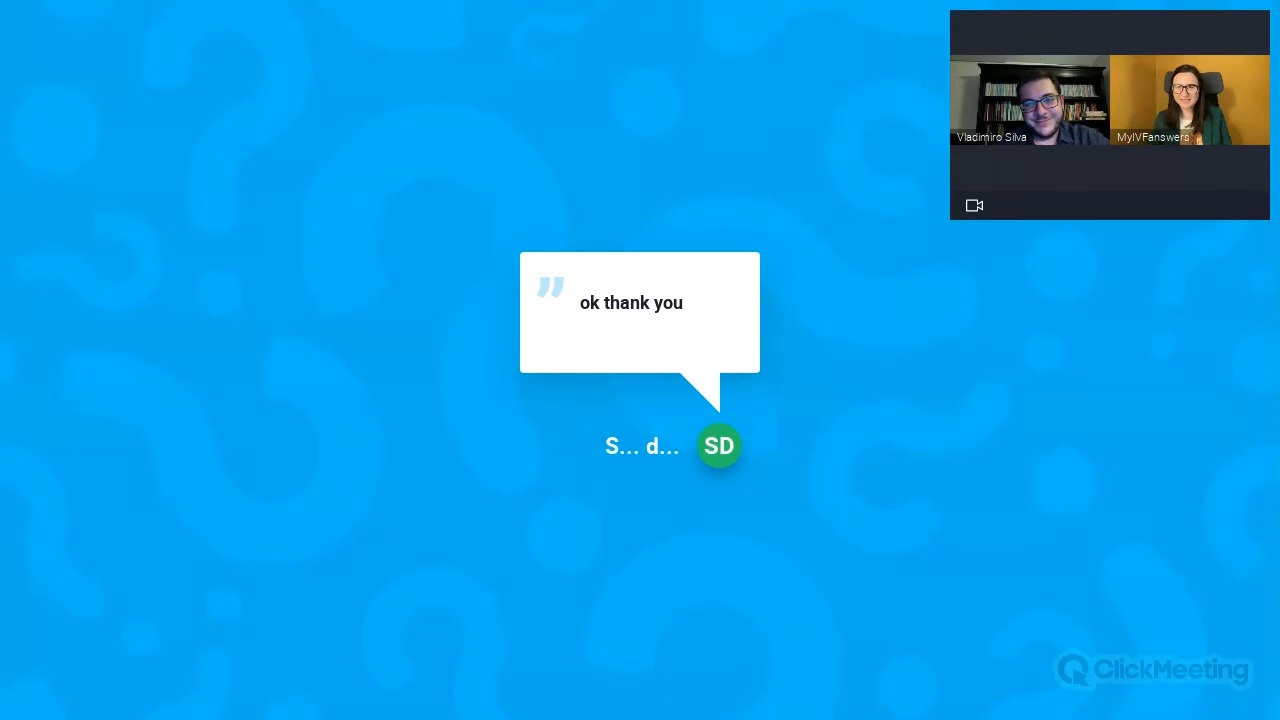 Vladimiro Silva
MyIVFanswers
” ok thank you
S... d...
SD
ClickMeeting